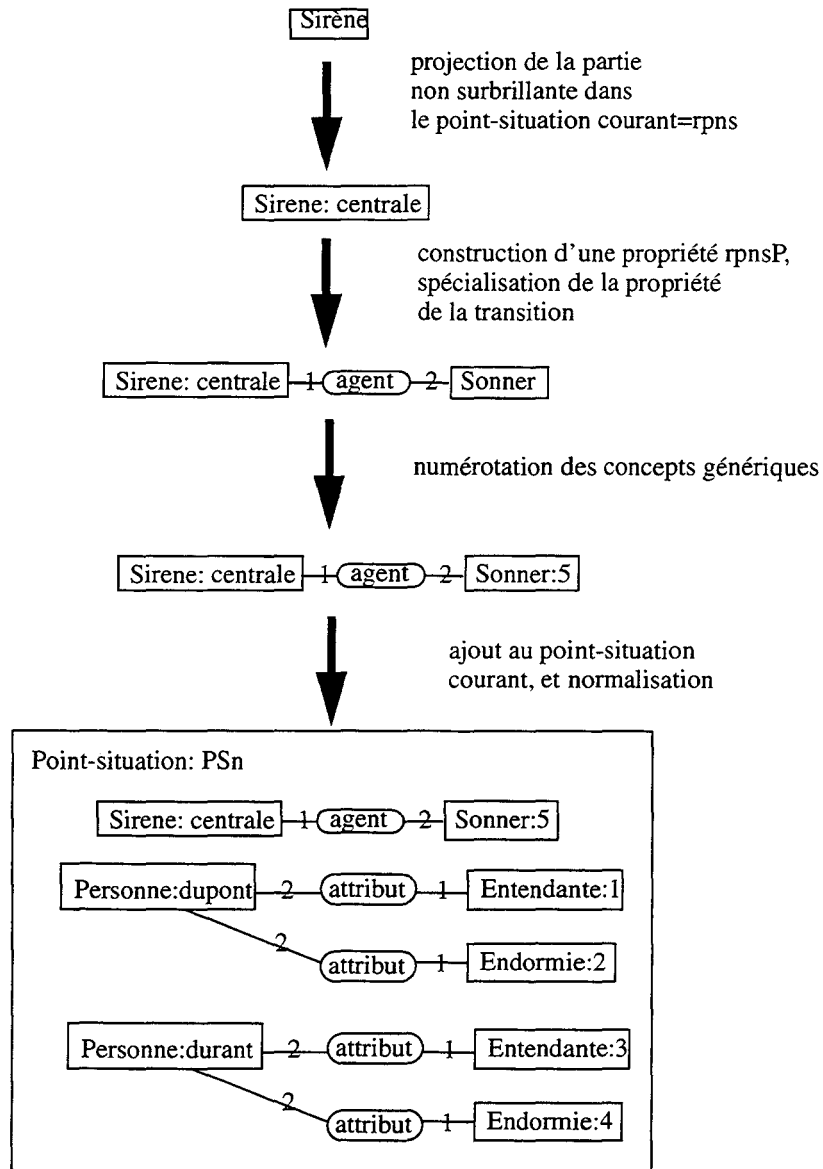 Sirène
projection de la partie
non surbrillante dans
le point-situation courant=rpns
Sirene: centrale
construction d'une propriété rpnsP,
spécialisation de la propriété
de la transition
Sirene: centrale 1 agent 2 Sonner
numérotation des concepts génériques
Sirene: centrale 1 agent 2 Sonner:5
ajout au point-situation
courant, et normalisation
Point-situation: PSn
Sirene: centrale 1 agent 2 Sonner:5
Personne:dupont 2 attribut 1 Entendante:1
2 attribut 1 Endormie:2
Personne:durant 2 attribut 1 Entendante:3
2 attribut 1 Endormie:4